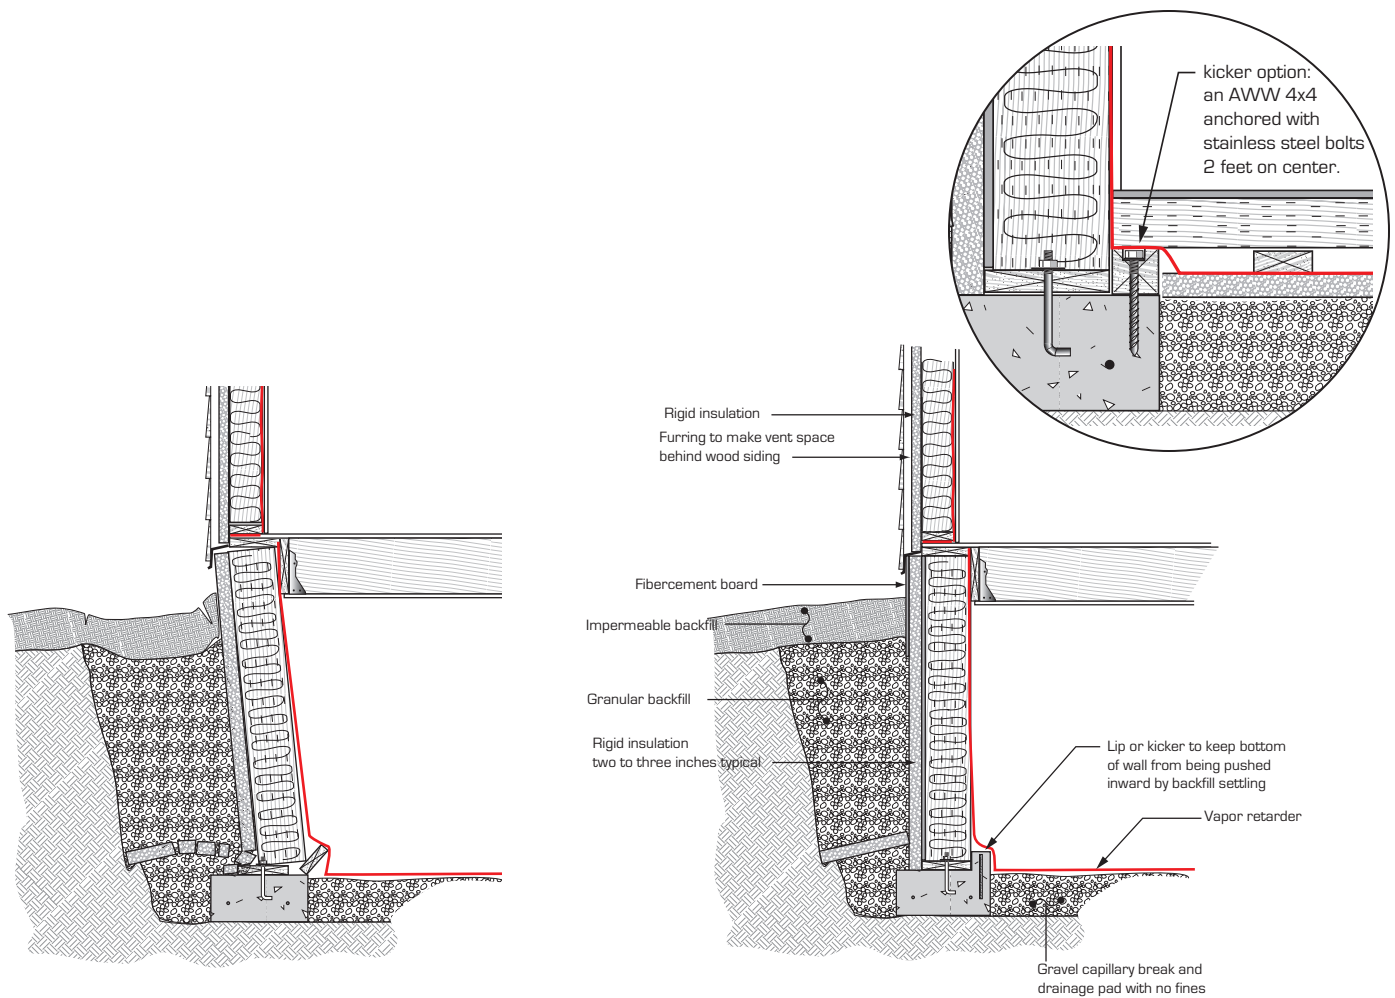 kicker option:
an AWW 4x4
anchored with
stainless steel bolts
2 feet on center.
Rigid insulation
Furring to make vent space
behind wood siding
Fibercement board
Impermeable backfill
Granular backfill
Rigid insulation
two to three inches typical
Lip or kicker to keep bottom
of wall from being pushed
inward by backfill settling
Vapor retarder
Gravel capillary break and
drainage pad with no fines